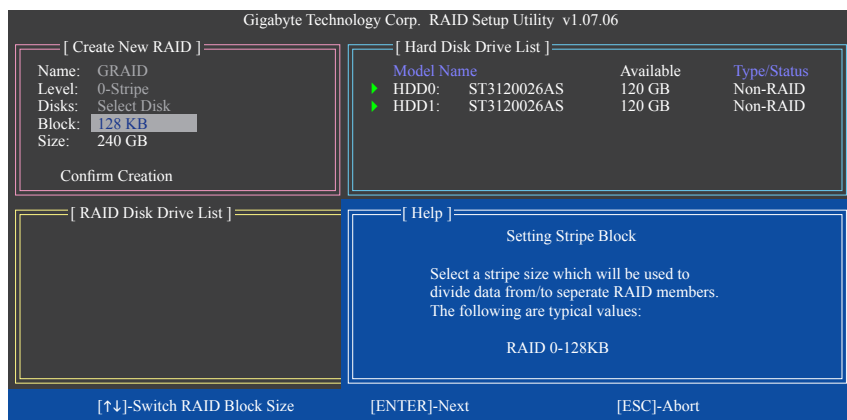 Gigabyte Technology Corp. RAID Setup Utility v1.07.06
[ Create New RAID ]
Name: GRAID
Level: 0-Stripe
Disks: Select Disk
Block: 128 KB
Size: 240 GB
Confirm Creation
[ Hard Disk Drive List ]
Model Name Available Type/Status
HDD0: ST3120026AS 120 GB Non-RAID
HDD1: ST3120026AS 120 GB Non-RAID
[ RAID Disk Drive List ]
[ Help ]
Setting Stripe Block
Select a stripe size which will be used to
divide data from/to seperate RAID members.
The following are typical values:
RAID 0-128KB
[↑↓]-Switch RAID Block Size [ENTER]-Next [ESC]-Abort